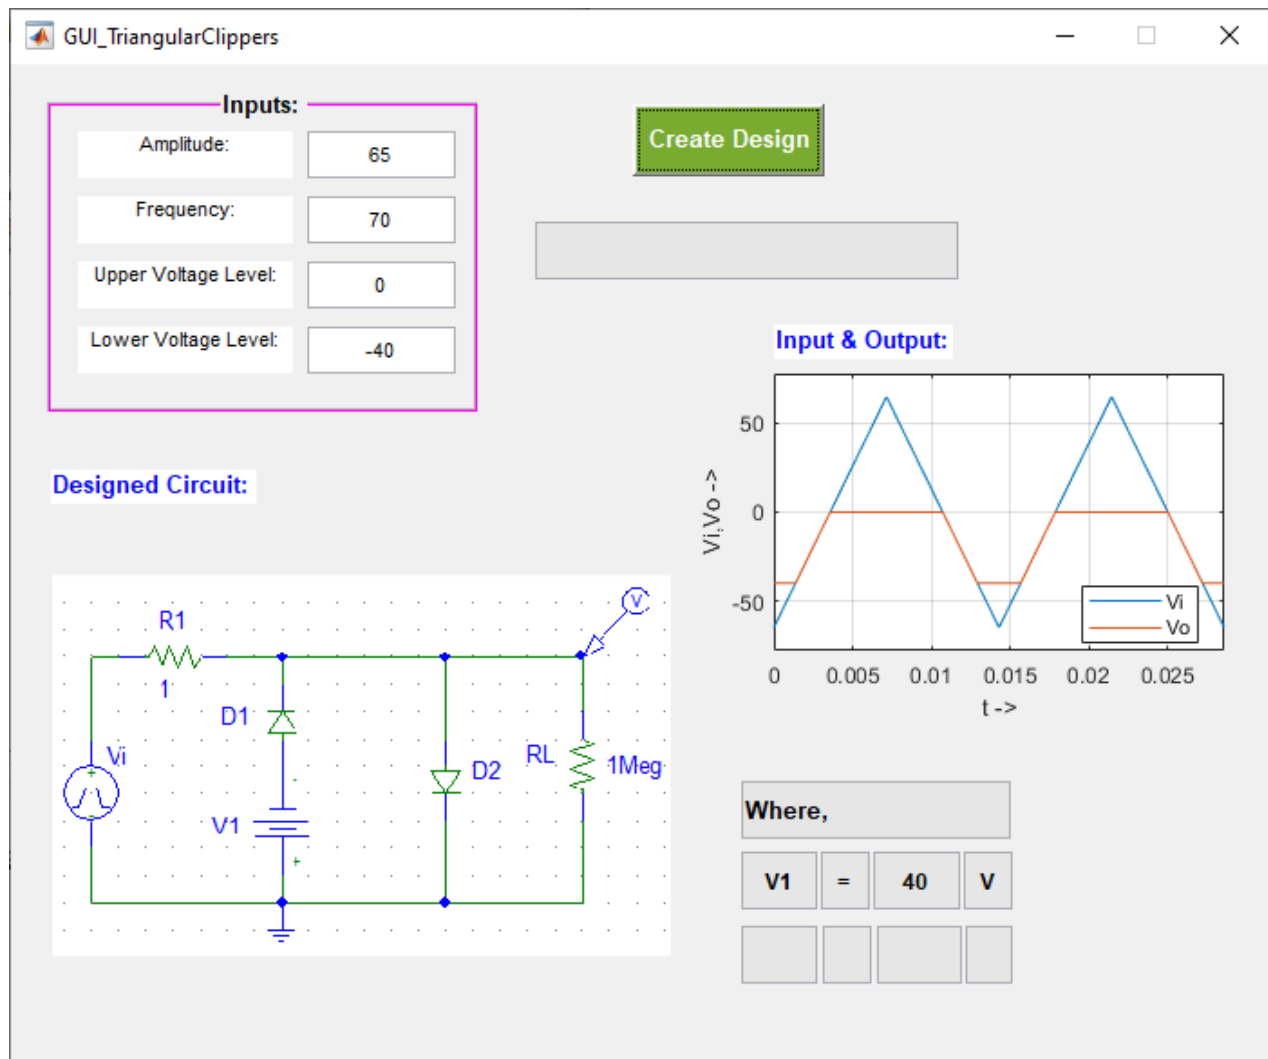 GUI_TriangularClippers
Inputs:
Amplitude:
65
Frequency:
70
Upper Voltage Level:
0
Lower Voltage Level:
-40
Create Design
Designed Circuit:
R1
1
D1
Vi
+
-
V1
+
D2
RL
1Meg
V
Input & Output:
Vi,Vo ->
50
0
-50
Vi
Vo
0 0.005 0.01 0.015 0.02 0.025
t ->
Where,
V1 = 40 V